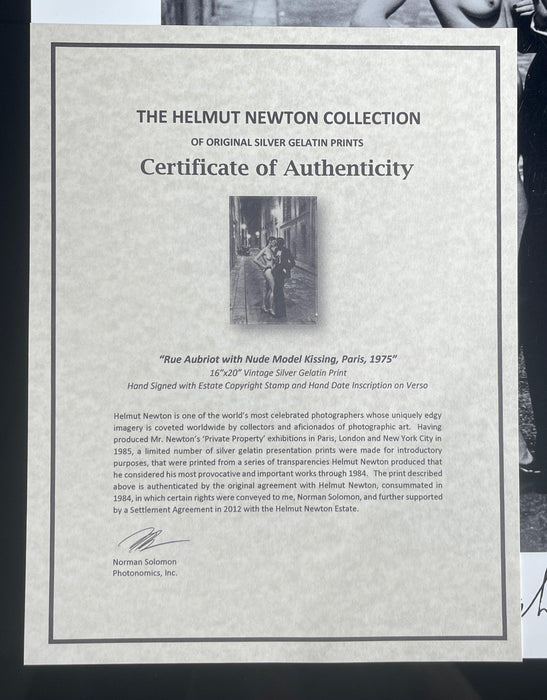 THE HELMUT NEWTON COLLECTION
OF ORIGINAL SILVER GELATIN PRINTS
Certificate of Authenticity
"Rue Aubriot with Nude Model Kissing, Paris, 1975"
16"x20" Vintage Silver Gelatin Print
Hand Signed with Estate Copyright Stamp and Hand Date Inscription on Verso
Helmut Newton is one of the world's most celebrated photographers whose uniquely edgy
imagery is coveted worldwide by collectors and aficionados of photographic art. Having
produced Mr. Newton's 'Private Property' exhibitions in Paris, London and New York City in
1985, a limited number of silver gelatin presentation prints were made for introductory
purposes, that were printed from a series of transparencies Helmut Newton produced that
he considered his most provocative and important works through 1984. The print described
above is authenticated by the original agreement with Helmut Newton, consummated in
1984, in which certain rights were conveyed to me, Norman Solomon, and further supported
by a Settlement Agreement in 2012 with the Helmut Newton Estate.
Norman Solomon
Photonomics, Inc.